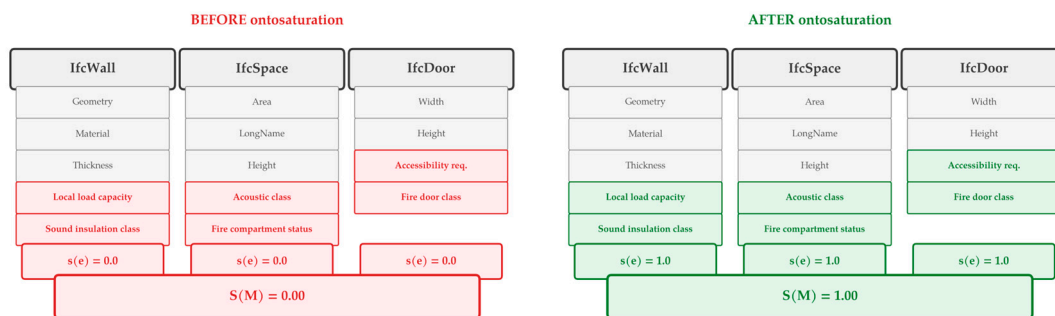 BEFORE ontosaturation
IfcWall
Geometry
Material
Thickness
Local load capacity
Sound insulation class
s(e) = 0.0
IfcSpace
Area
LongName
Height
Acoustic class
Fire compartment status
s(e) = 0.0
IfcDoor
Width
Height
Accessibility req.
Fire door class
s(e) = 0.0
S(M) = 0.00
AFTER ontosaturation
IfcWall
Geometry
Material
Thickness
Local load capacity
Sound insulation class
s(e) = 1.0
IfcSpace
Area
LongName
Height
Acoustic class
Fire compartment status
s(e) = 1.0
IfcDoor
Width
Height
Accessibility req.
Fire door class
s(e) = 1.0
S(M) = 1.00